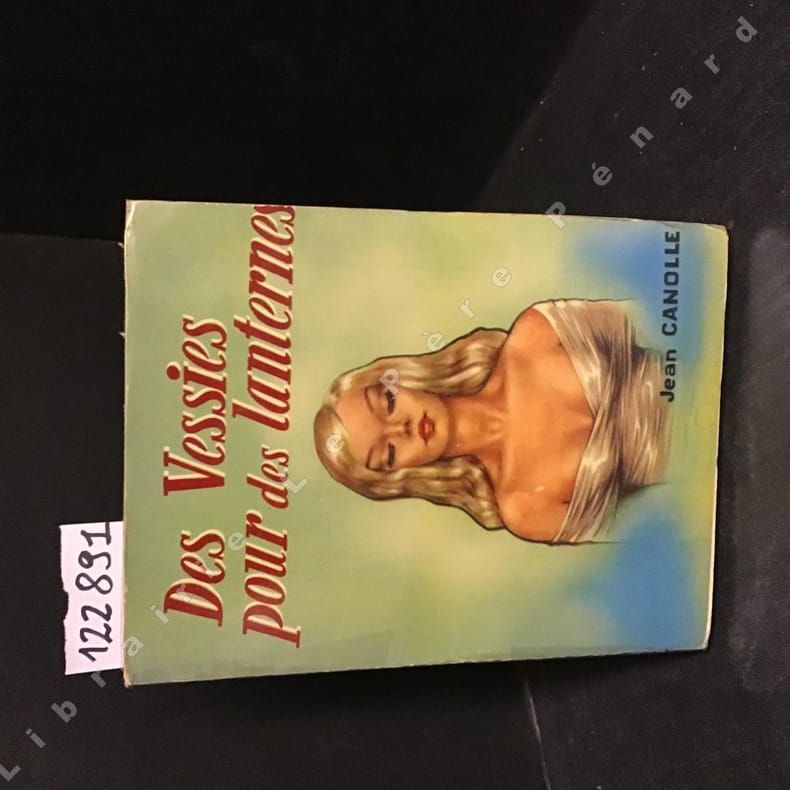 Des Vessies
pour des lanternes
Jean CANOLLE
122891
Librairie Le Père Pénard